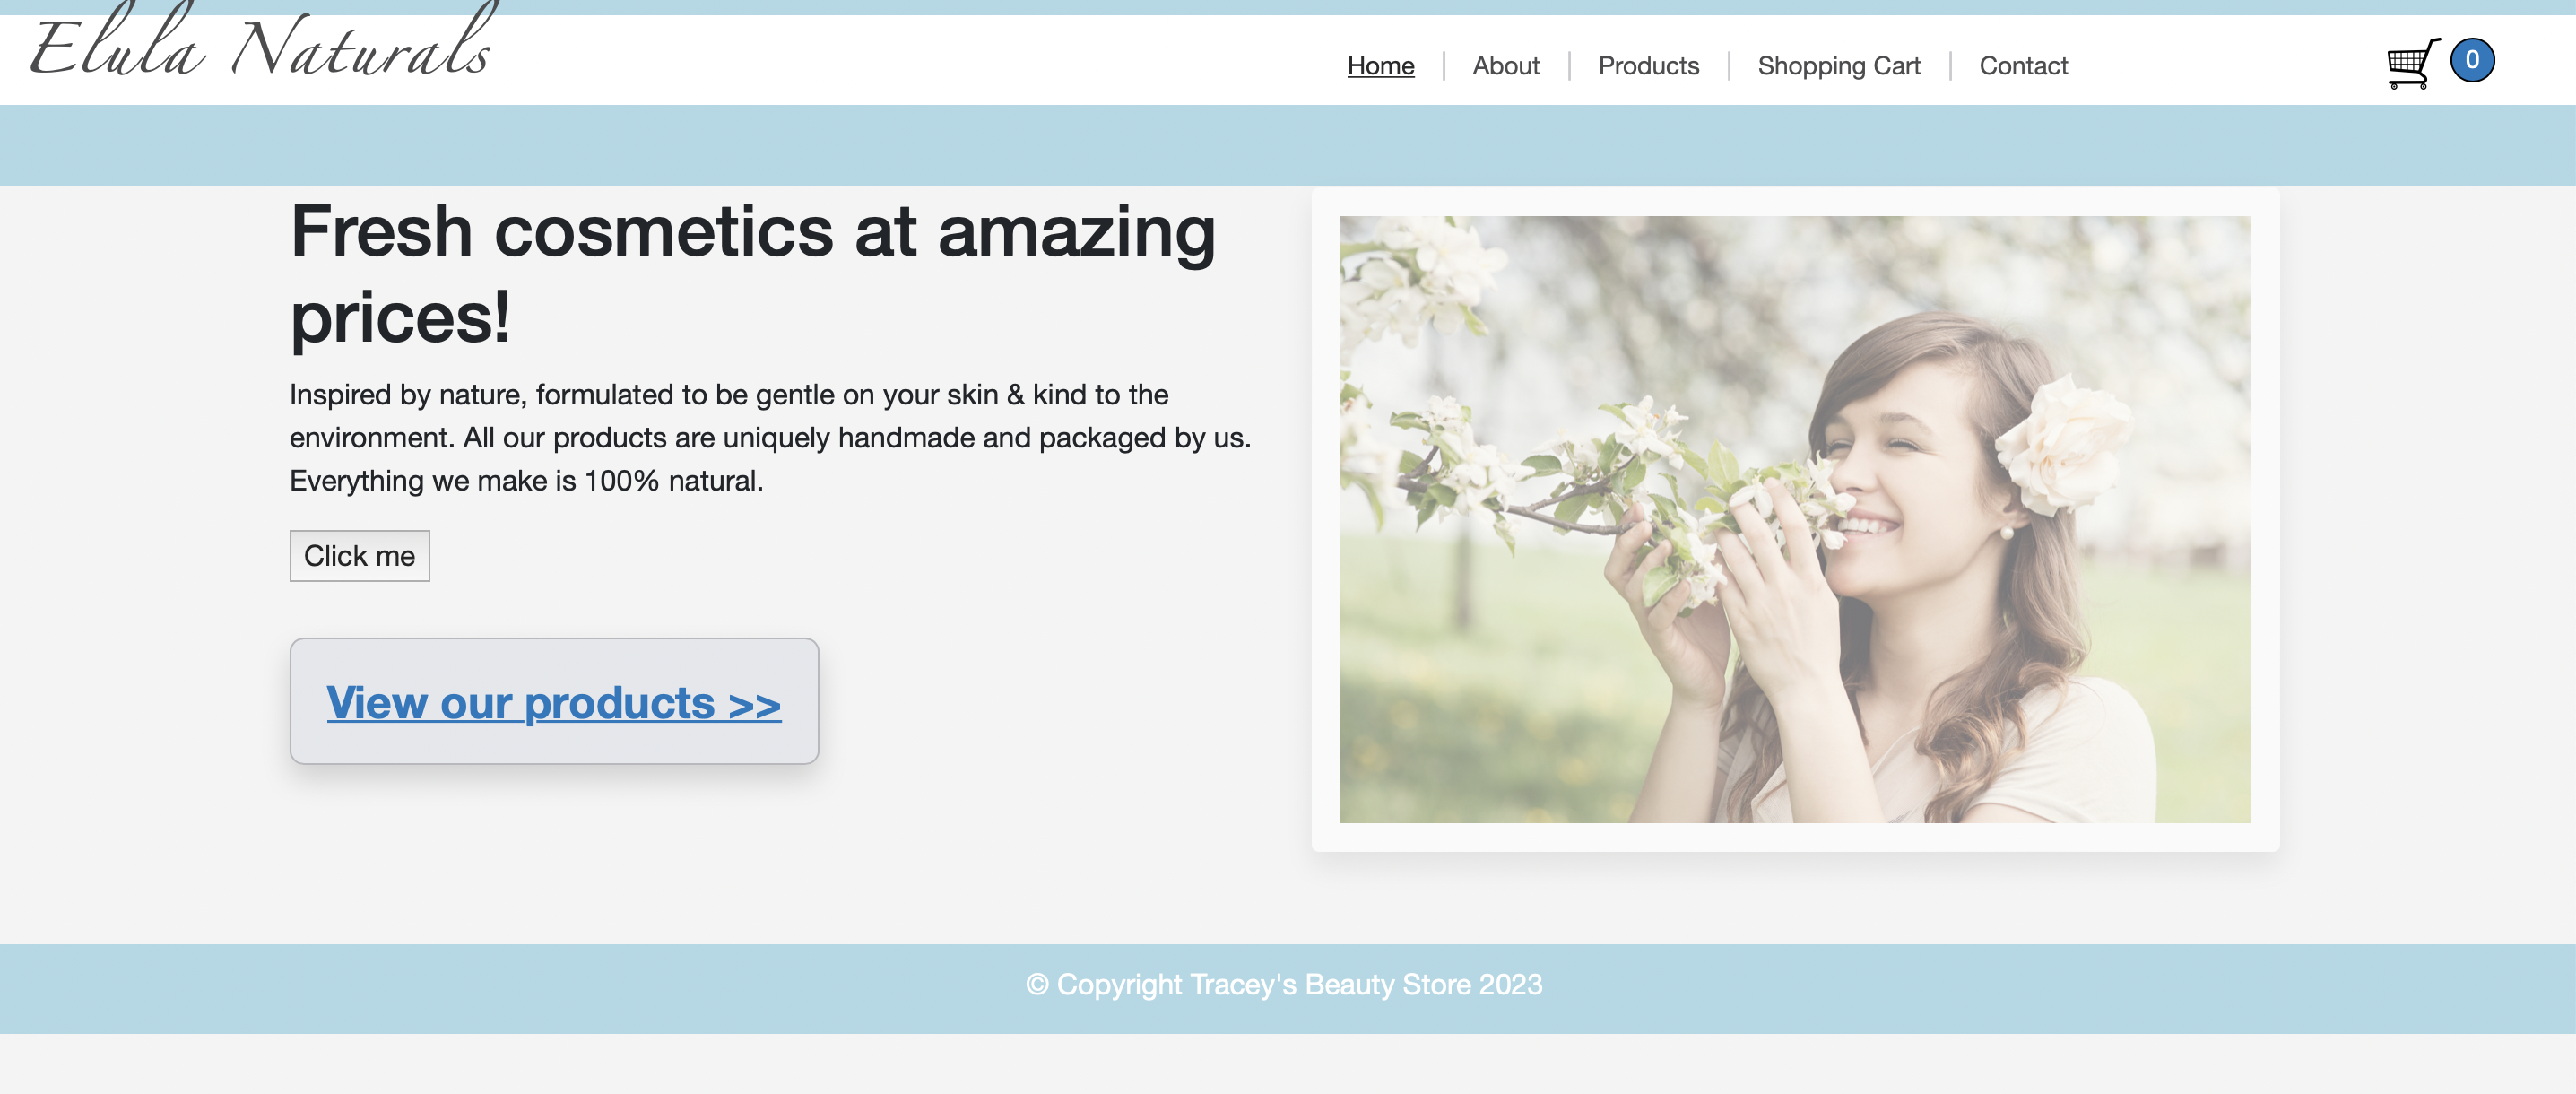 Elula Naturals
Home
About
Products
Shopping Cart
Contact
0
Fresh cosmetics at amazing
prices!
Inspired by nature, formulated to be gentle on your skin & kind to the
environment. All our products are uniquely handmade and packaged by us.
Everything we make is 100% natural.
Click me
View our products >>
© Copyright Tracey's Beauty Store 2023